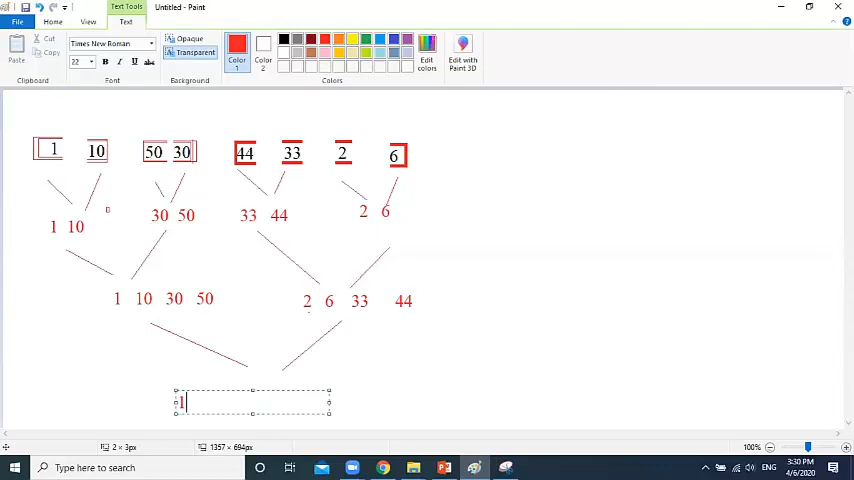 Text Tools
Untitled - Paint
File
Home
View
Text
Paste
Cut
Copy
Clipboard
Times New Roman
22
B I U abc
Font
Opaque
Transparent
Background
Color 1
Color 2
Colors
Edit colors
Edit with Paint 3D
1 10 50 30 44 33 2 6
1 10 30 50 33 44 2 6
1 10 30 50 2 6 33 44
1
2 × 3px
1357 × 694px
100%
Type here to search
ENG
3:30 PM
4/6/2020